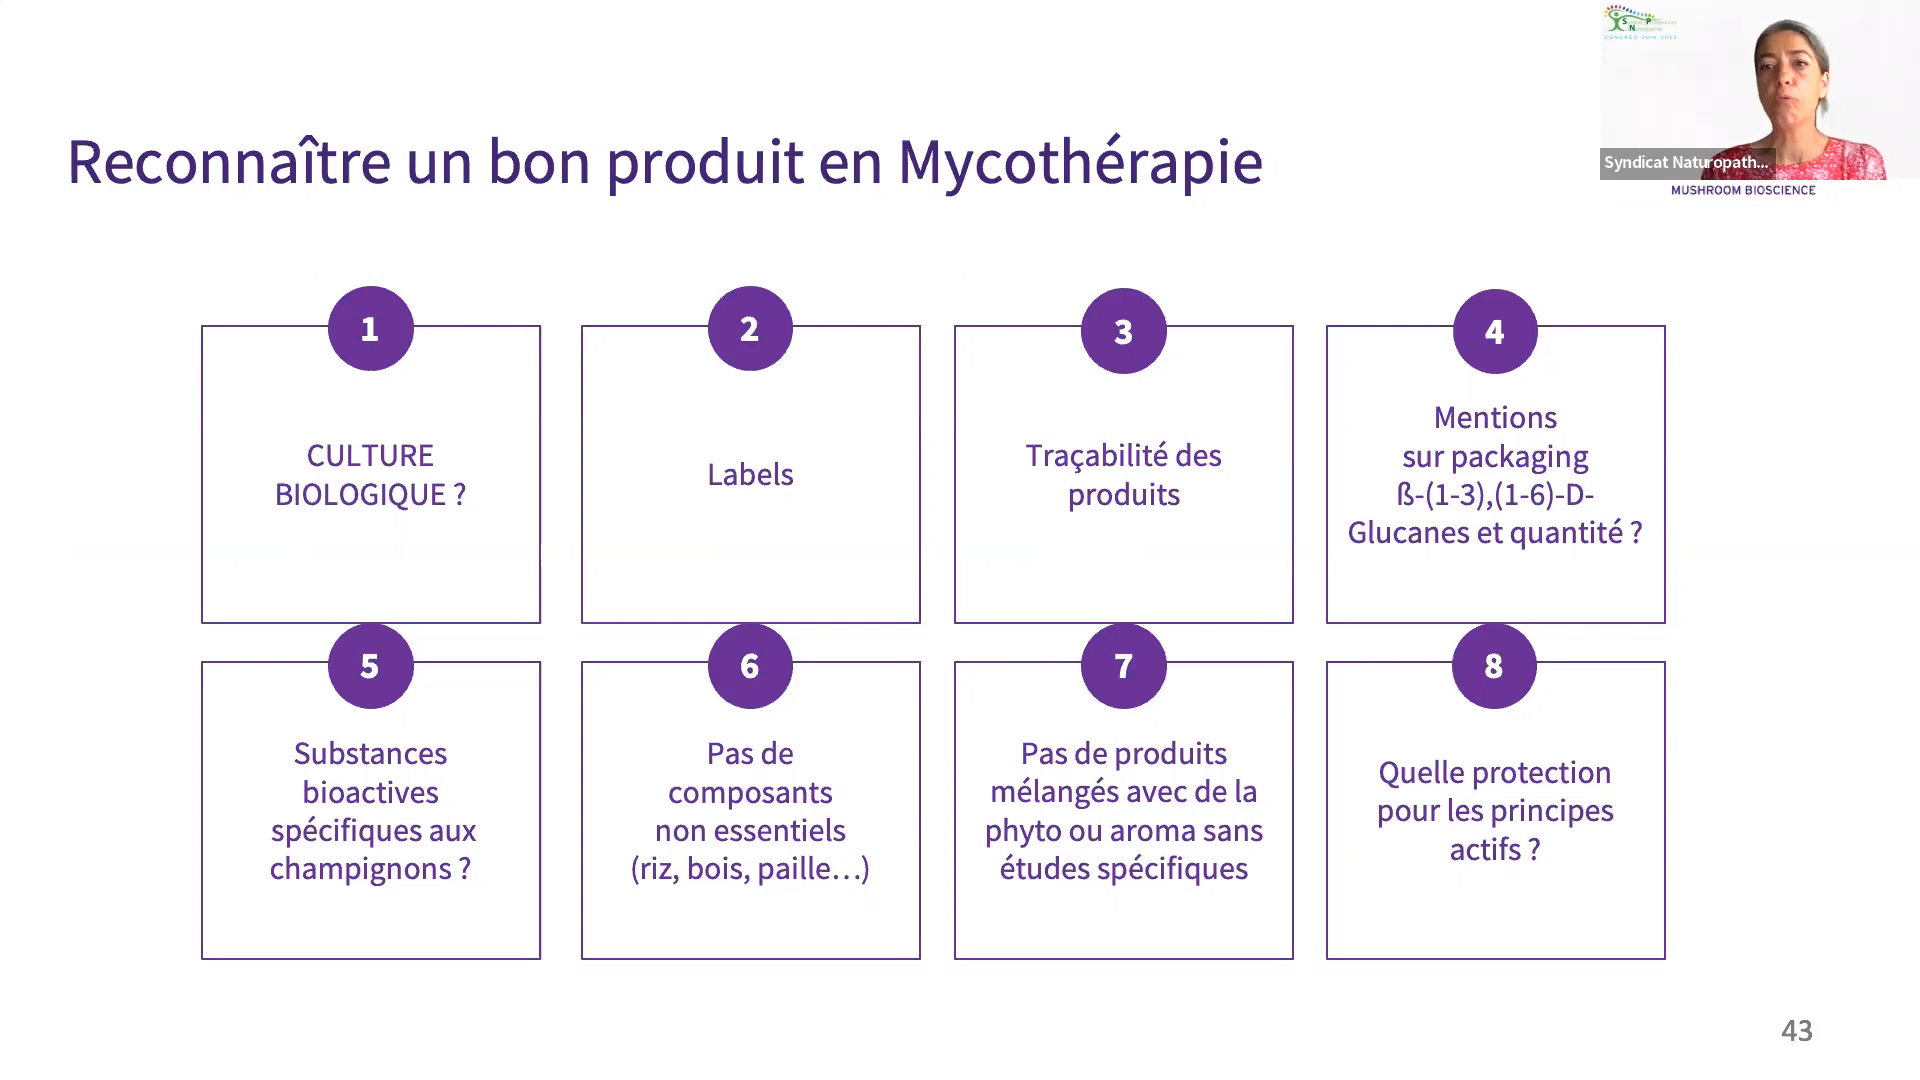 S P
N
CONGRÈS JUIN 2022
Syndicat Naturopath...
MUSHROOM BIOSCIENCE
Reconnaître un bon produit en Mycothérapie
1
CULTURE
BIOLOGIQUE ?
2
Labels
3
Traçabilité des
produits
4
Mentions
sur packaging
ß-(1-3),(1-6)-D-
Glucanes et quantité ?
5
Substances
bioactives
spécifiques aux
champignons ?
6
Pas de
composants
non essentiels
(riz, bois, paille…)
7
Pas de produits
mélangés avec de la
phyto ou aroma sans
études spécifiques
8
Quelle protection
pour les principes
actifs ?
43